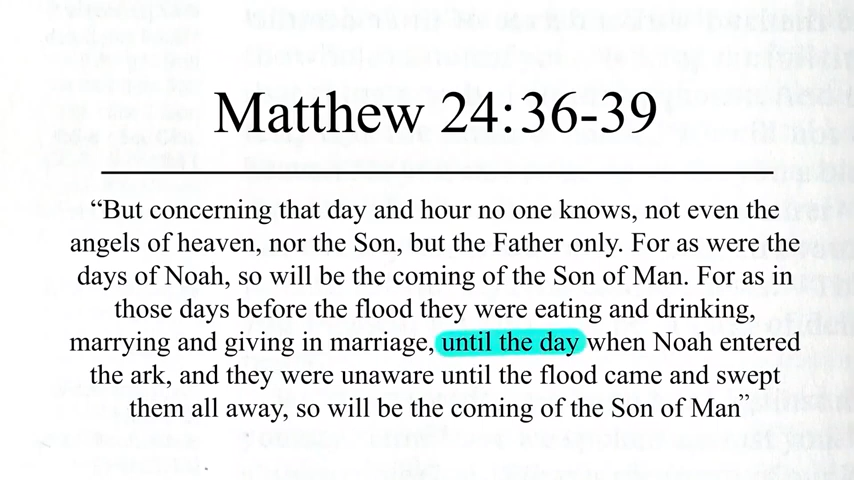 Matthew 24:36-39
“But concerning that day and hour no one knows, not even the
angels of heaven, nor the Son, but the Father only. For as were the
days of Noah, so will be the coming of the Son of Man. For as in
those days before the flood they were eating and drinking,
marrying and giving in marriage, until the day when Noah entered
the ark, and they were unaware until the flood came and swept
them all away, so will be the coming of the Son of Man”